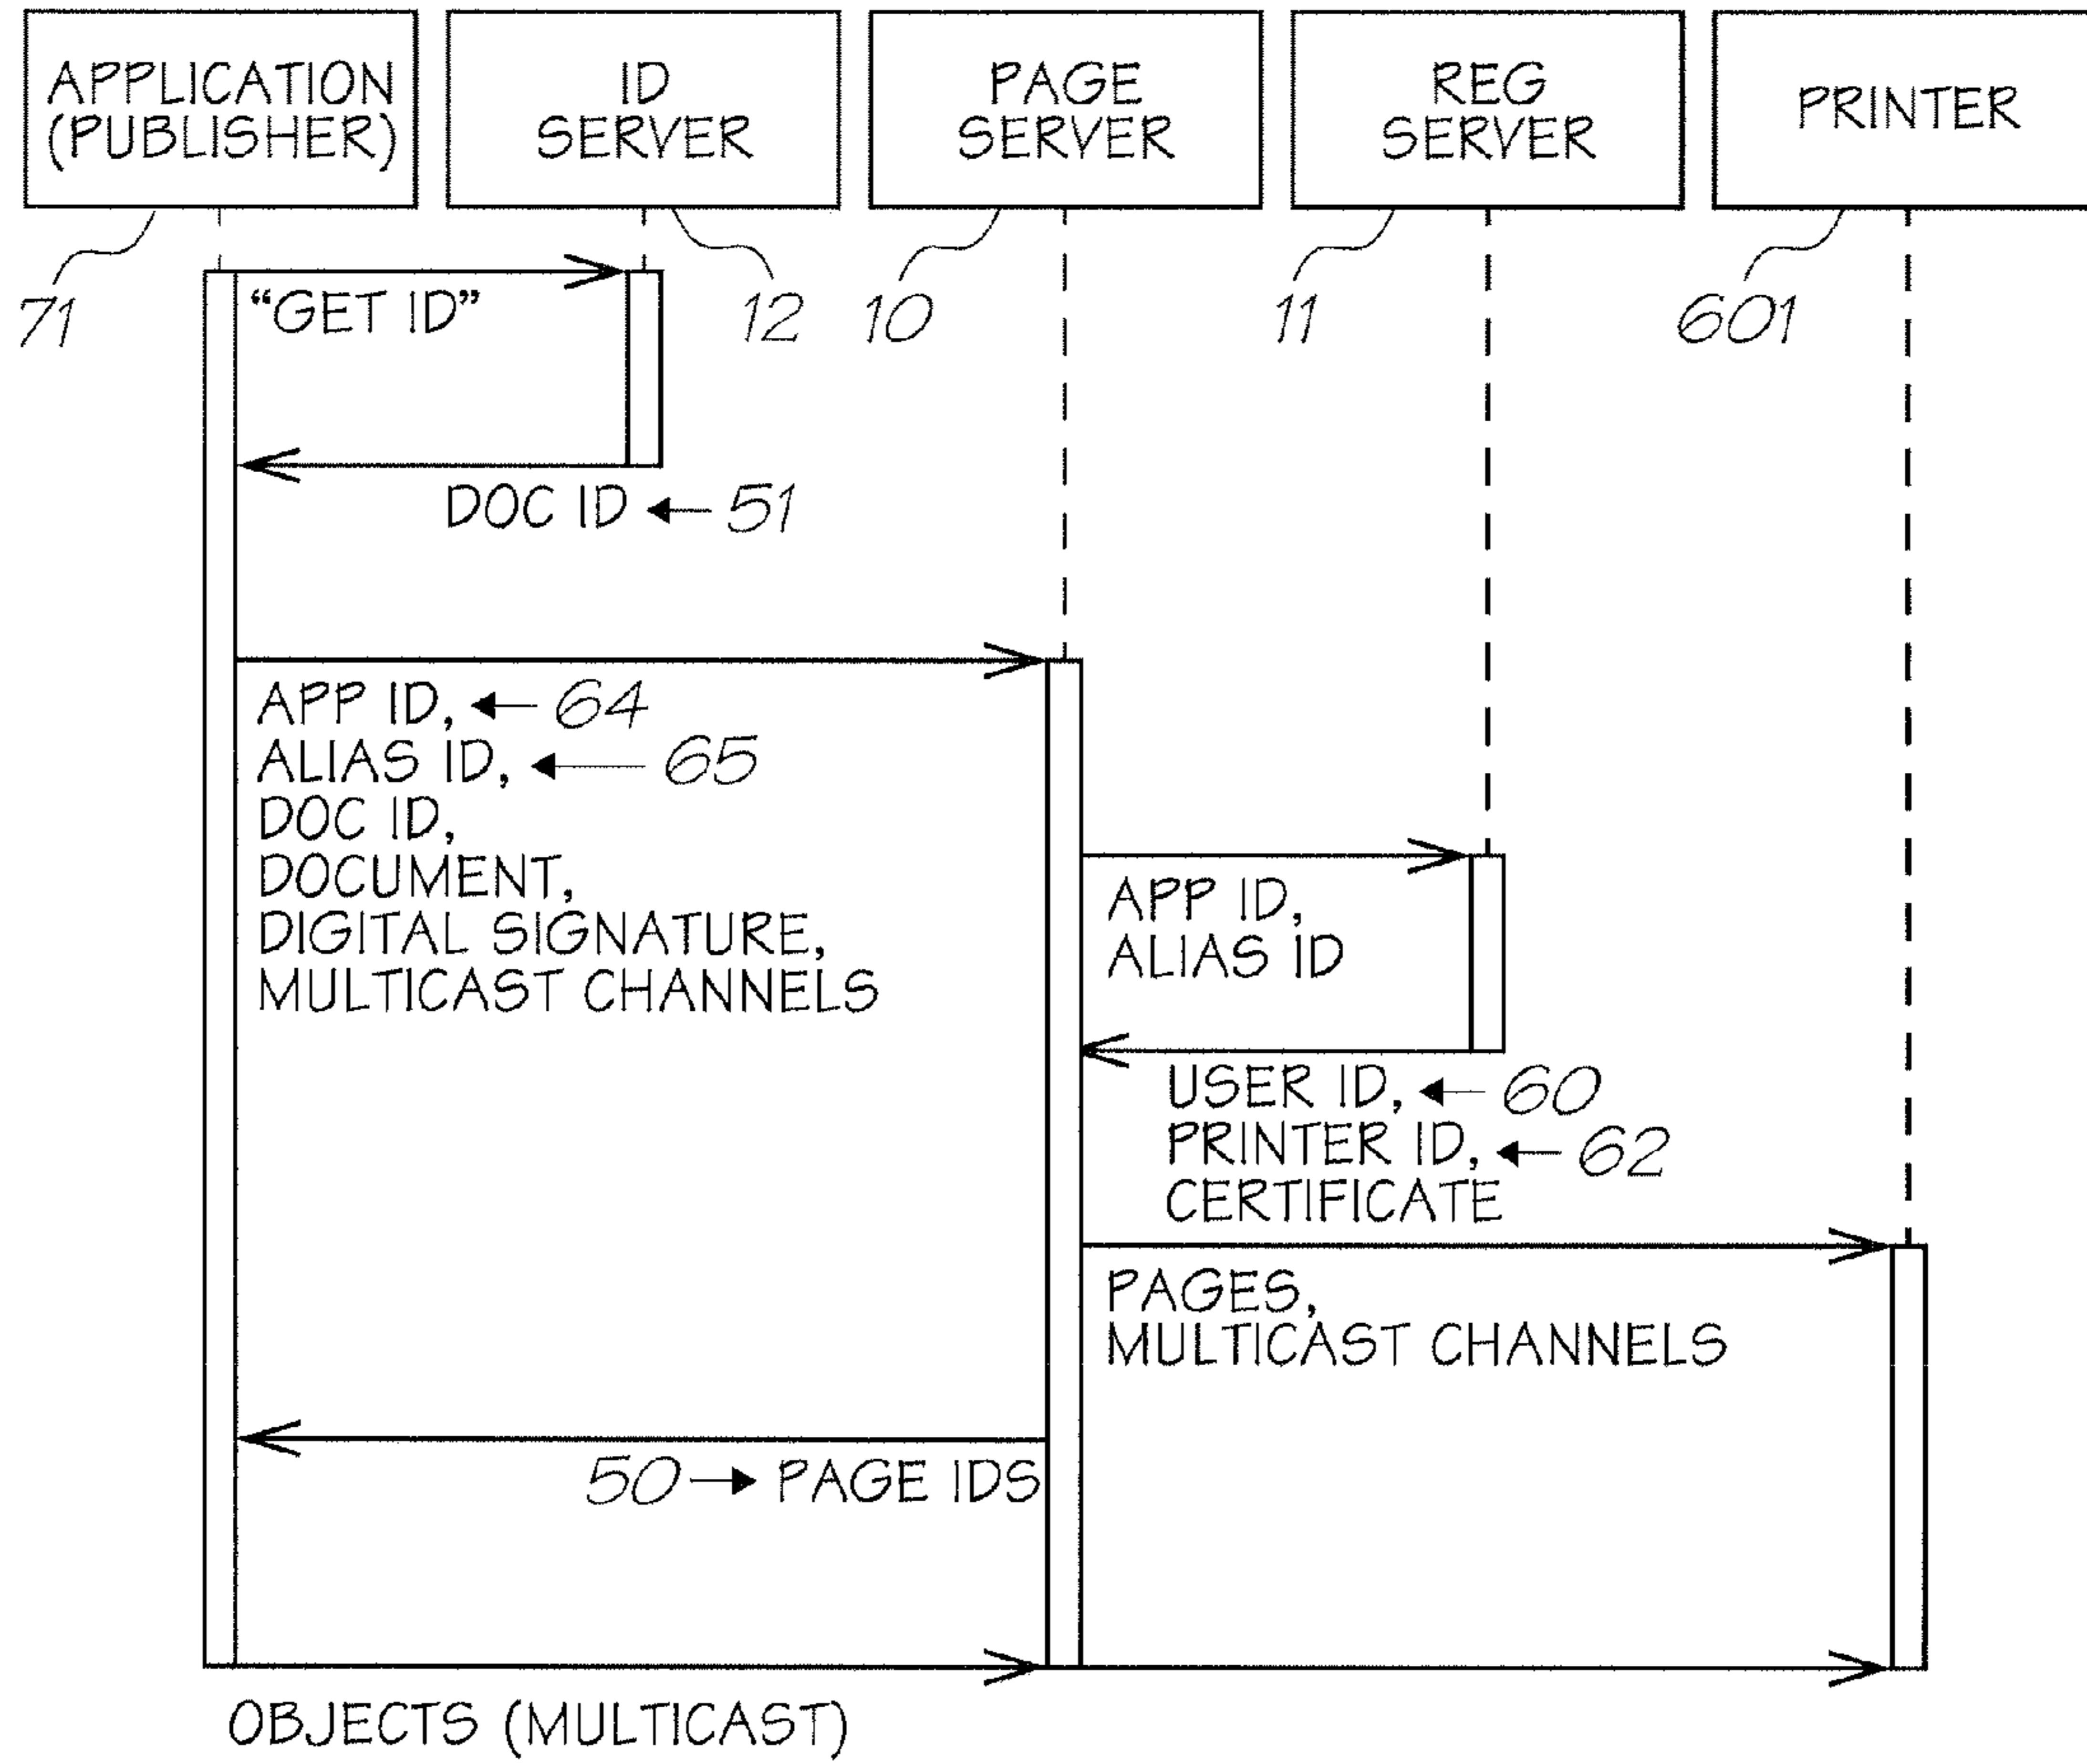 APPLICATION
(PUBLISHER)
ID
SERVER
PAGE
SERVER
REG
SERVER
PRINTER
71
12
10
11
601
“GET ID”
DOC ID
51
APP ID,
64
ALIAS ID,
65
DOC ID,
DOCUMENT,
DIGITAL SIGNATURE,
MULTICAST CHANNELS
APP ID,
ALIAS ID
USER ID,
60
PRINTER ID,
62
CERTIFICATE
PAGES,
MULTICAST CHANNELS
50
PAGE IDS
OBJECTS (MULTICAST)